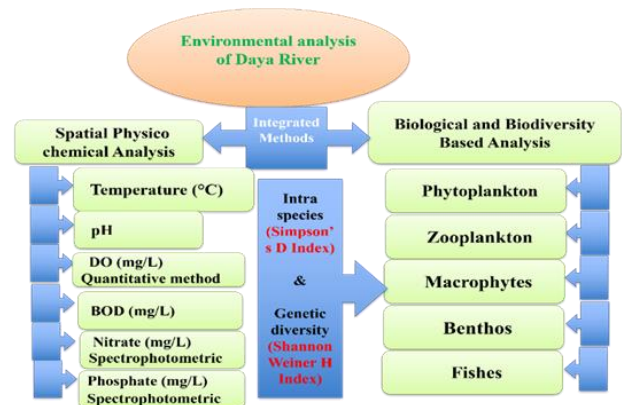 Environmental analysis
of Daya River
Integrated
Methods
Spatial Physico
chemical Analysis
Temperature (°C)
pH
DO (mg/L)
Quantitative method
BOD (mg/L)
Nitrate (mg/L)
Spectrophotometric
Phosphate (mg/L)
Spectrophotometric
Intra
species
(Simpson'
s D Index)
&
Genetic
diversity
(Shannon
Weiner H
Index)
Biological and Biodiversity
Based Analysis
Phytoplankton
Zooplankton
Macrophytes
Benthos
Fishes